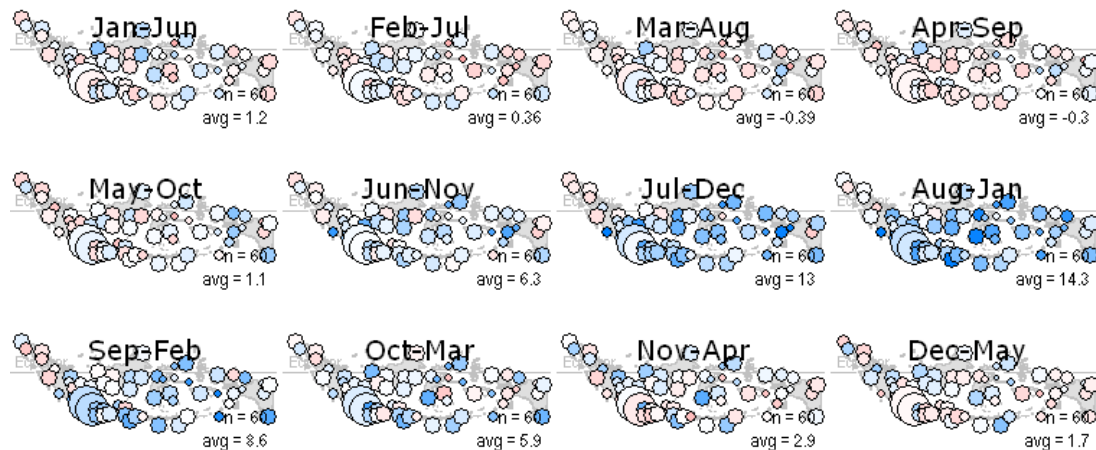 Jan-Jun
Feb-Jul
Mar-Aug
Apr-Sep
n = 60
avg = 1.2
n = 60
avg = 0.36
n = 60
avg = -0.39
n = 60
avg = -0.3
May-Oct
Jun-Nov
Jul-Dec
Aug-Jan
n = 60
avg = 1.1
n = 60
avg = 6.3
n = 60
avg = 13
n = 60
avg = 14.3
Sep-Feb
Oct-Mar
Nov-Apr
Dec-May
n = 60
avg = 8.6
n = 60
avg = 5.9
n = 60
avg = 2.9
n = 60
avg = 1.7